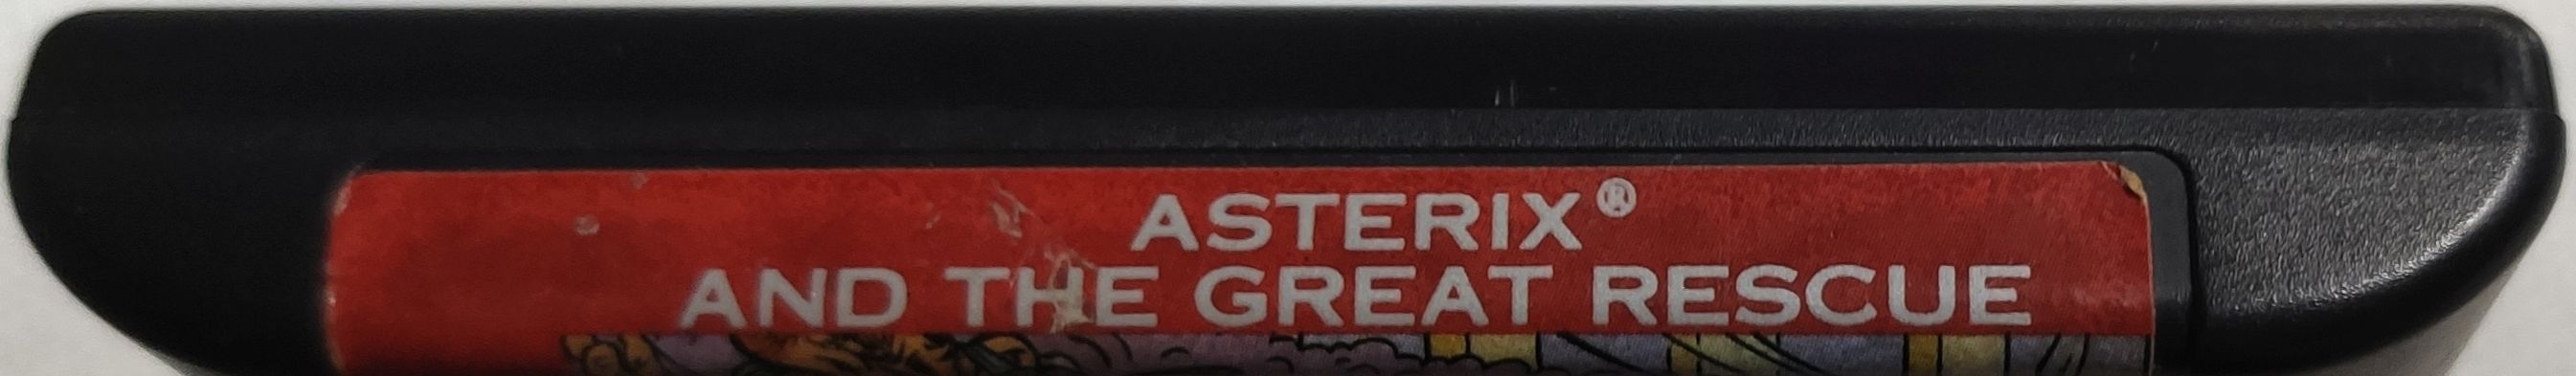 ASTERIX®
AND THE GREAT RESCUE